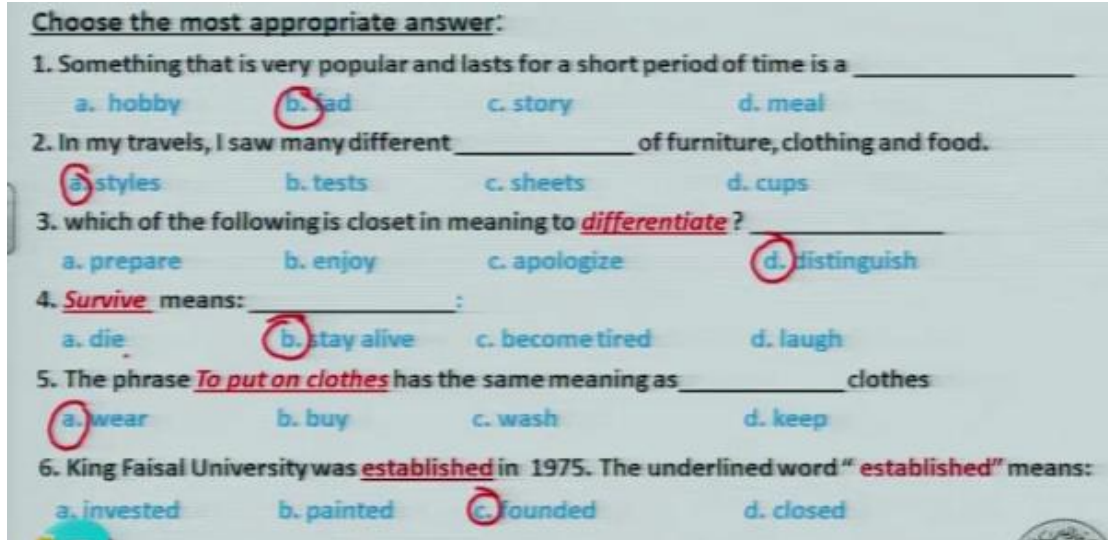 Choose the most appropriate answer:
1. Something that is very popular and lasts for a short period of time is a ____________
a. hobby b. fad c. story d. meal
2. In my travels, I saw many different ____________ of furniture, clothing and food.
a. styles b. tests c. sheets d. cups
3. which of the following is closet in meaning to differentiate ? ____________
a. prepare b. enjoy c. apologize d. distinguish
4. Survive means: ____________ :
a. die b. stay alive c. become tired d. laugh
5. The phrase To put on clothes has the same meaning as ____________ clothes
a. wear b. buy c. wash d. keep
6. King Faisal University was established in 1975. The underlined word “ established” means:
a. invested b. painted c. founded d. closed